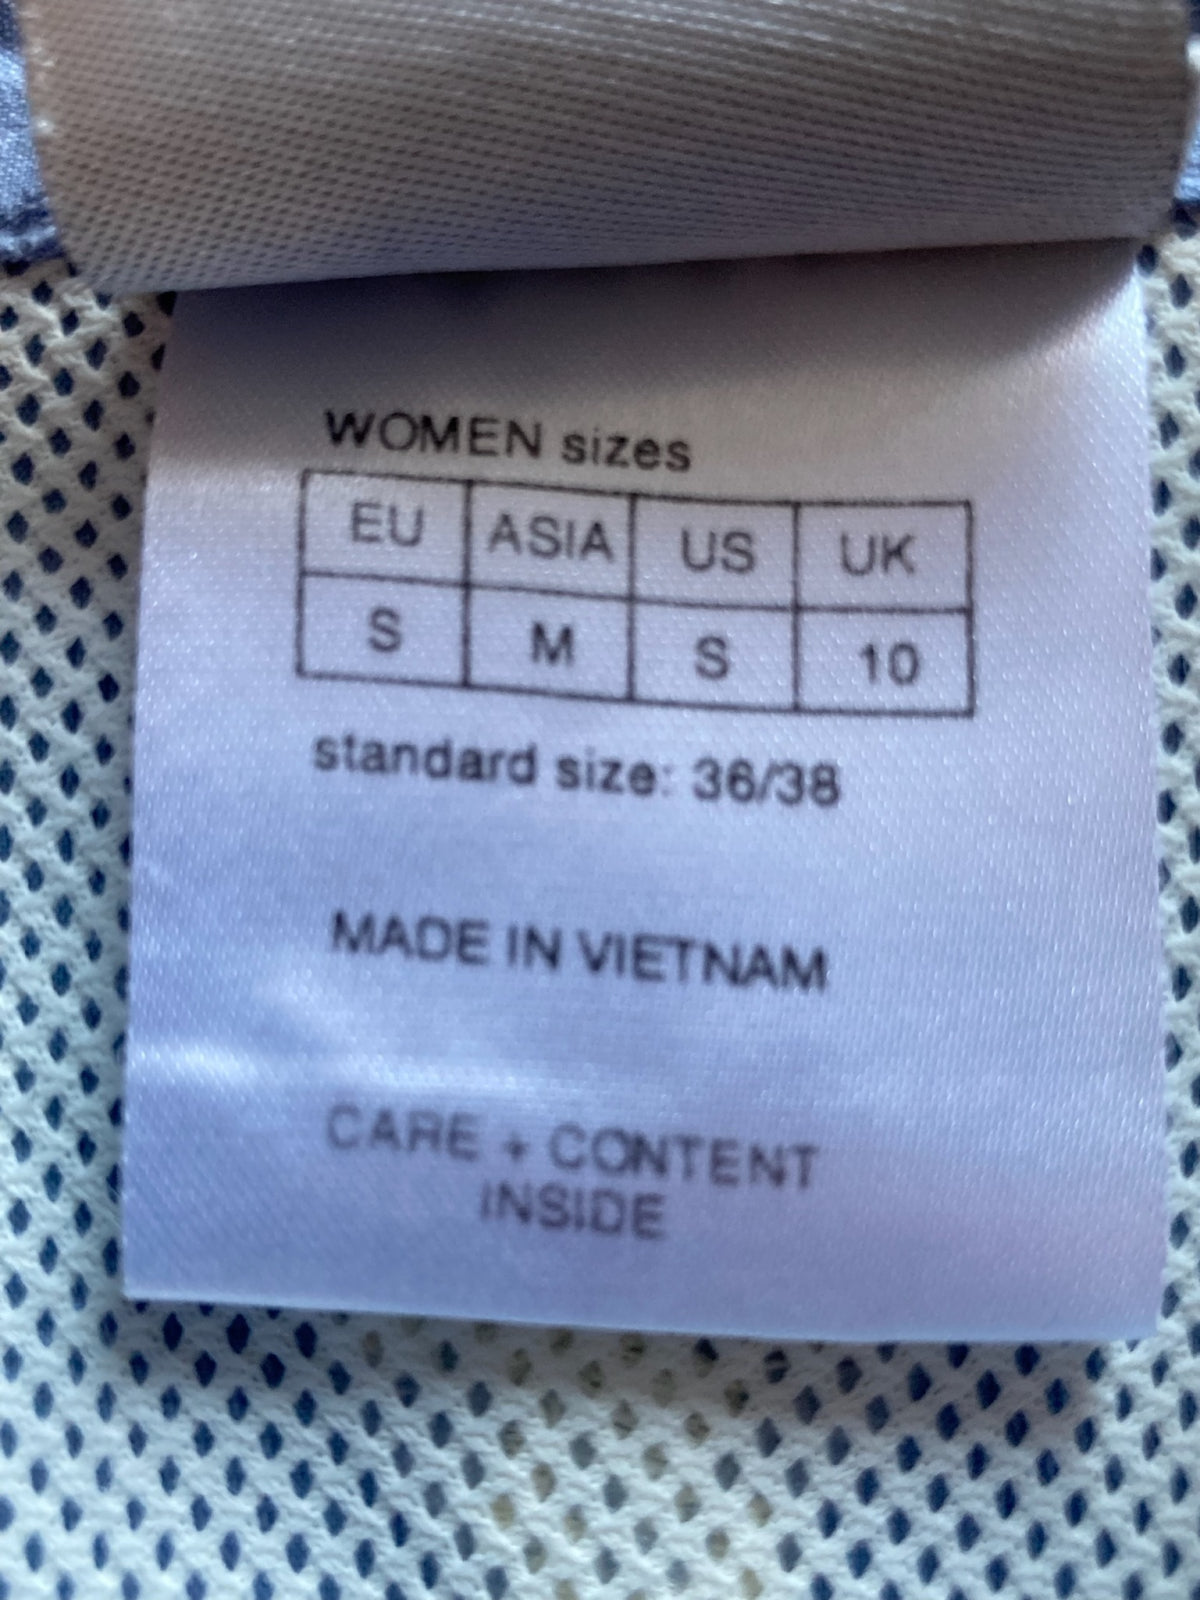 WOMEN sizes
EU ASIA US UK
S M S 10
standard size: 36/38
MADE IN VIETNAM
CARE + CONTENT
INSIDE